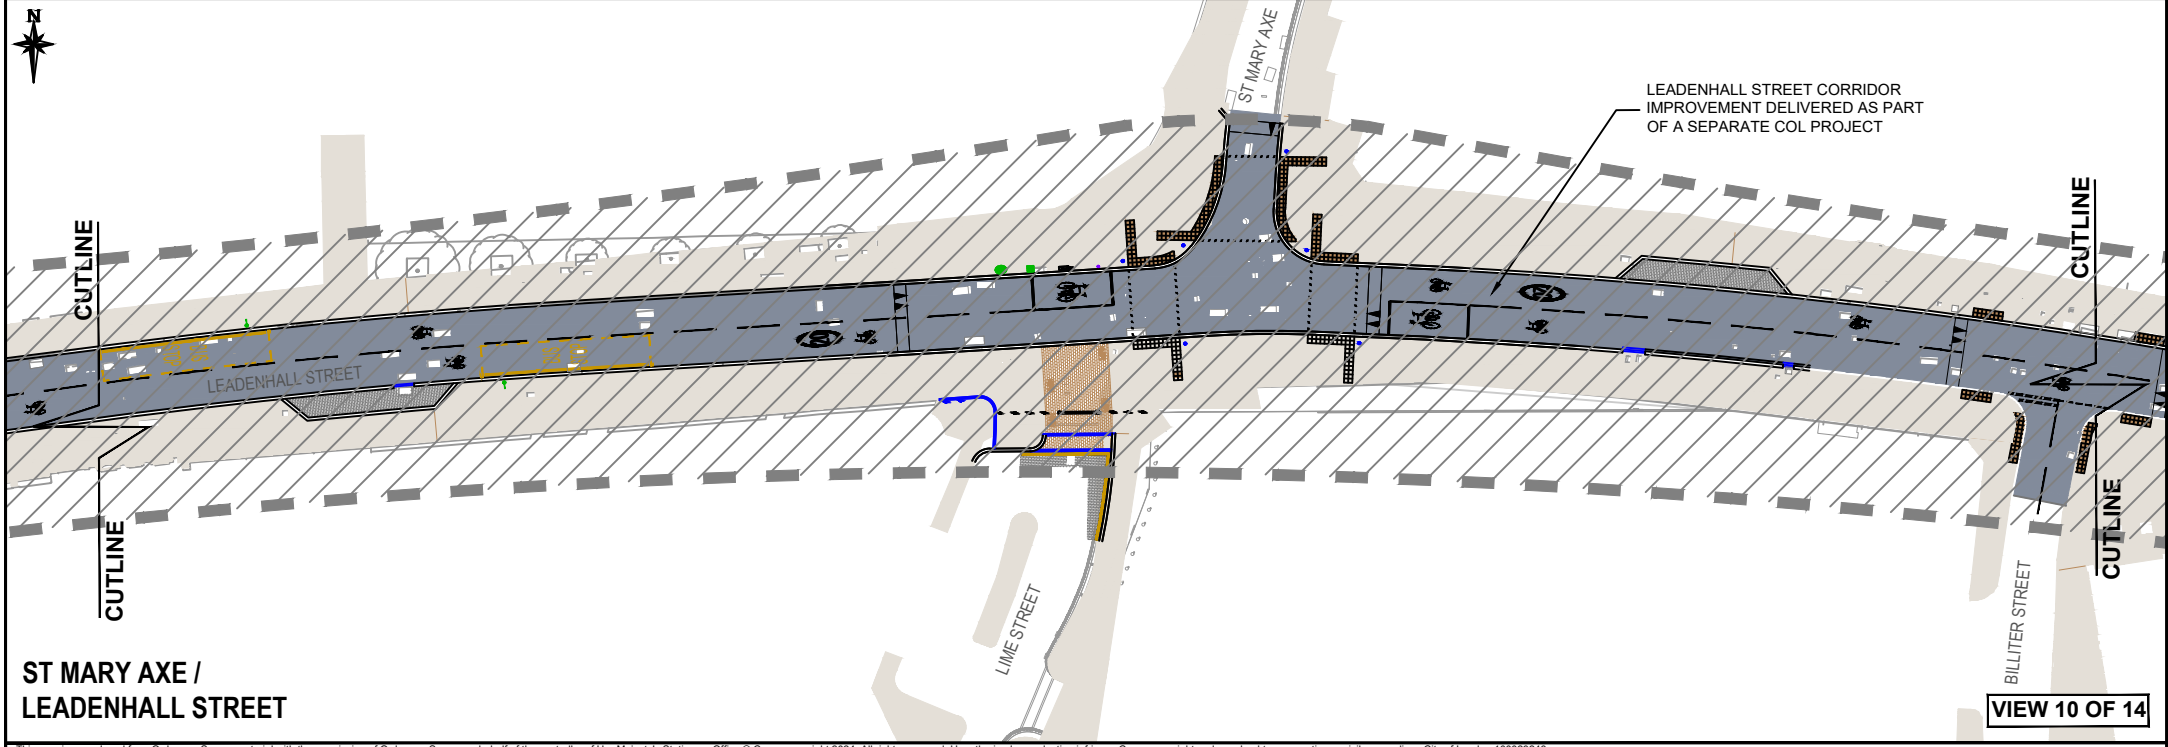 N
ST MARY AXE
LEADENHALL STREET CORRIDOR
IMPROVEMENT DELIVERED AS PART
OF A SEPARATE COL PROJECT
CUTLINE
CUTLINE
LEADENHALL STREET
CUTLINE
CUTLINE
LIME STREET
BILLITER STREET
ST MARY AXE /
LEADENHALL STREET
VIEW 10 OF 14